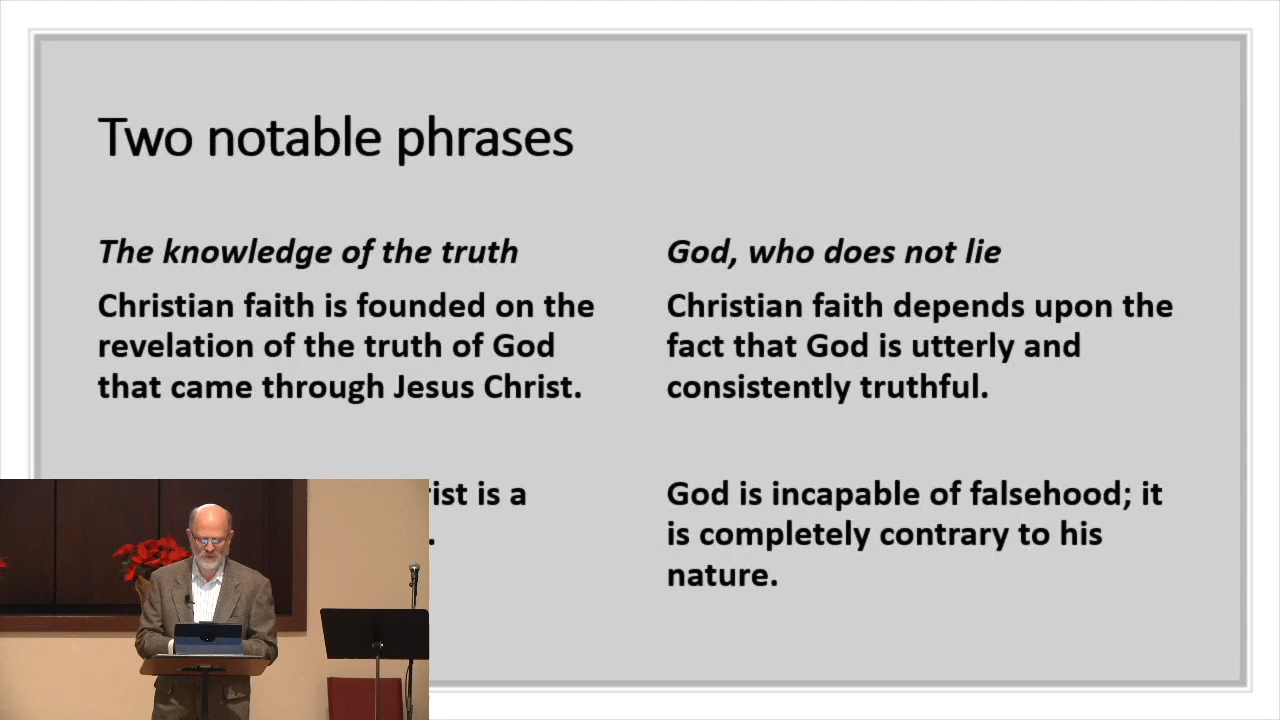 Two notable phrases
The knowledge of the truth
Christian faith is founded on the
revelation of the truth of God
that came through Jesus Christ.
is a
.
God, who does not lie
Christian faith depends upon the
fact that God is utterly and
consistently truthful.
God is incapable of falsehood; it
is completely contrary to his
nature.